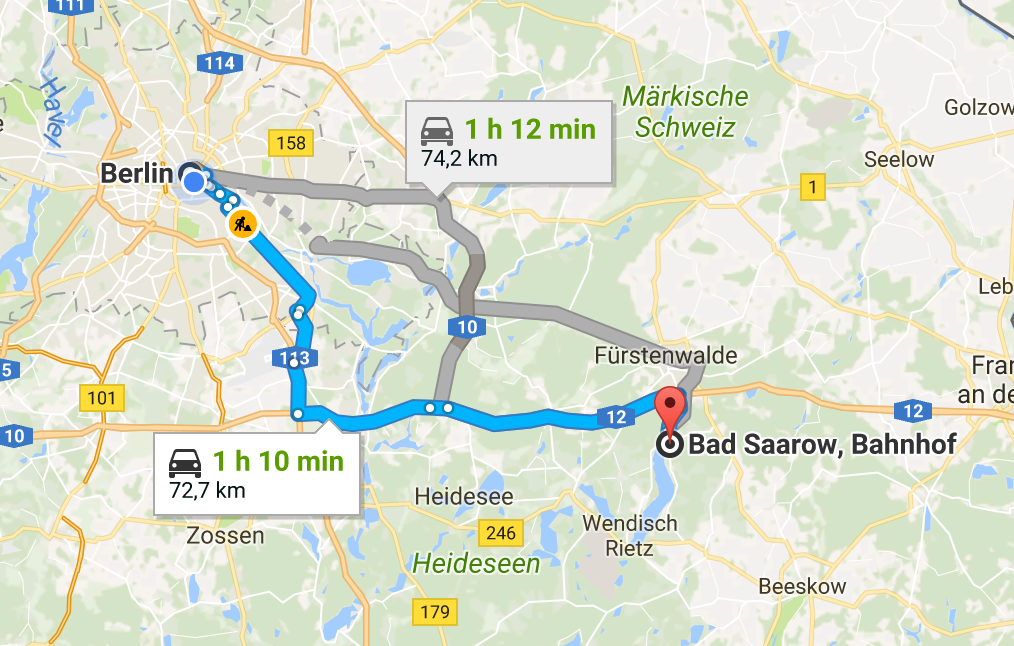 111
114
Havel
158
Märkische
Schweiz
1 h 12 min
74,2 km
Golzow
Seelow
Berlin
1
Leb
10
113
Fürstenwalde
5
101
Fran
an de
12
12
10
Bad Saarow, Bahnhof
1 h 10 min
72,7 km
Heidesee
246
Wendisch
Rietz
Zossen
Heideseen
Beeskow
179